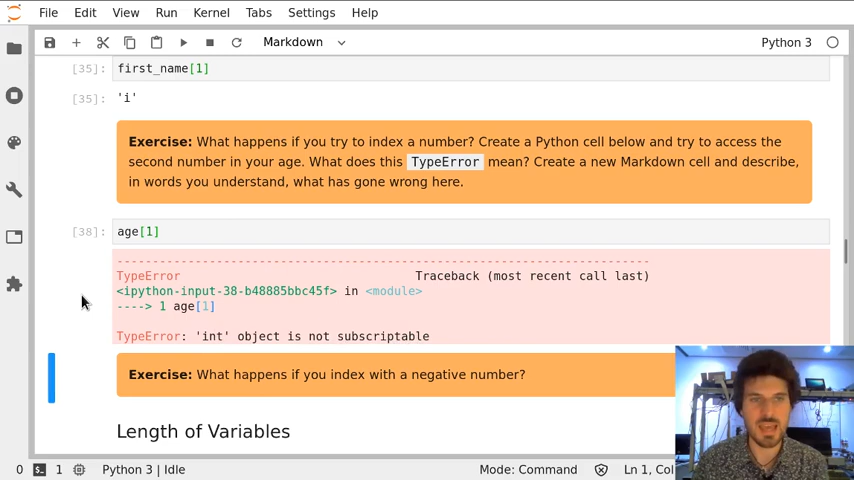 File Edit View Run Kernel Tabs Settings Help
Markdown Python 3
[35]: first_name[1]
[35]: 'i'
Exercise: What happens if you try to index a number? Create a Python cell below and try to access the
second number in your age. What does this TypeError mean? Create a new Markdown cell and describe,
in words you understand, what has gone wrong here.
[38]: age[1]
---------------------------------------------------------------------------
TypeError Traceback (most recent call last)
<ipython-input-38-b48885bbc45f> in <module>
----> 1 age[1]
TypeError: 'int' object is not subscriptable
Exercise: What happens if you index with a negative number?
Length of Variables
0 1 Python 3 | Idle Mode: Command Ln 1, Col